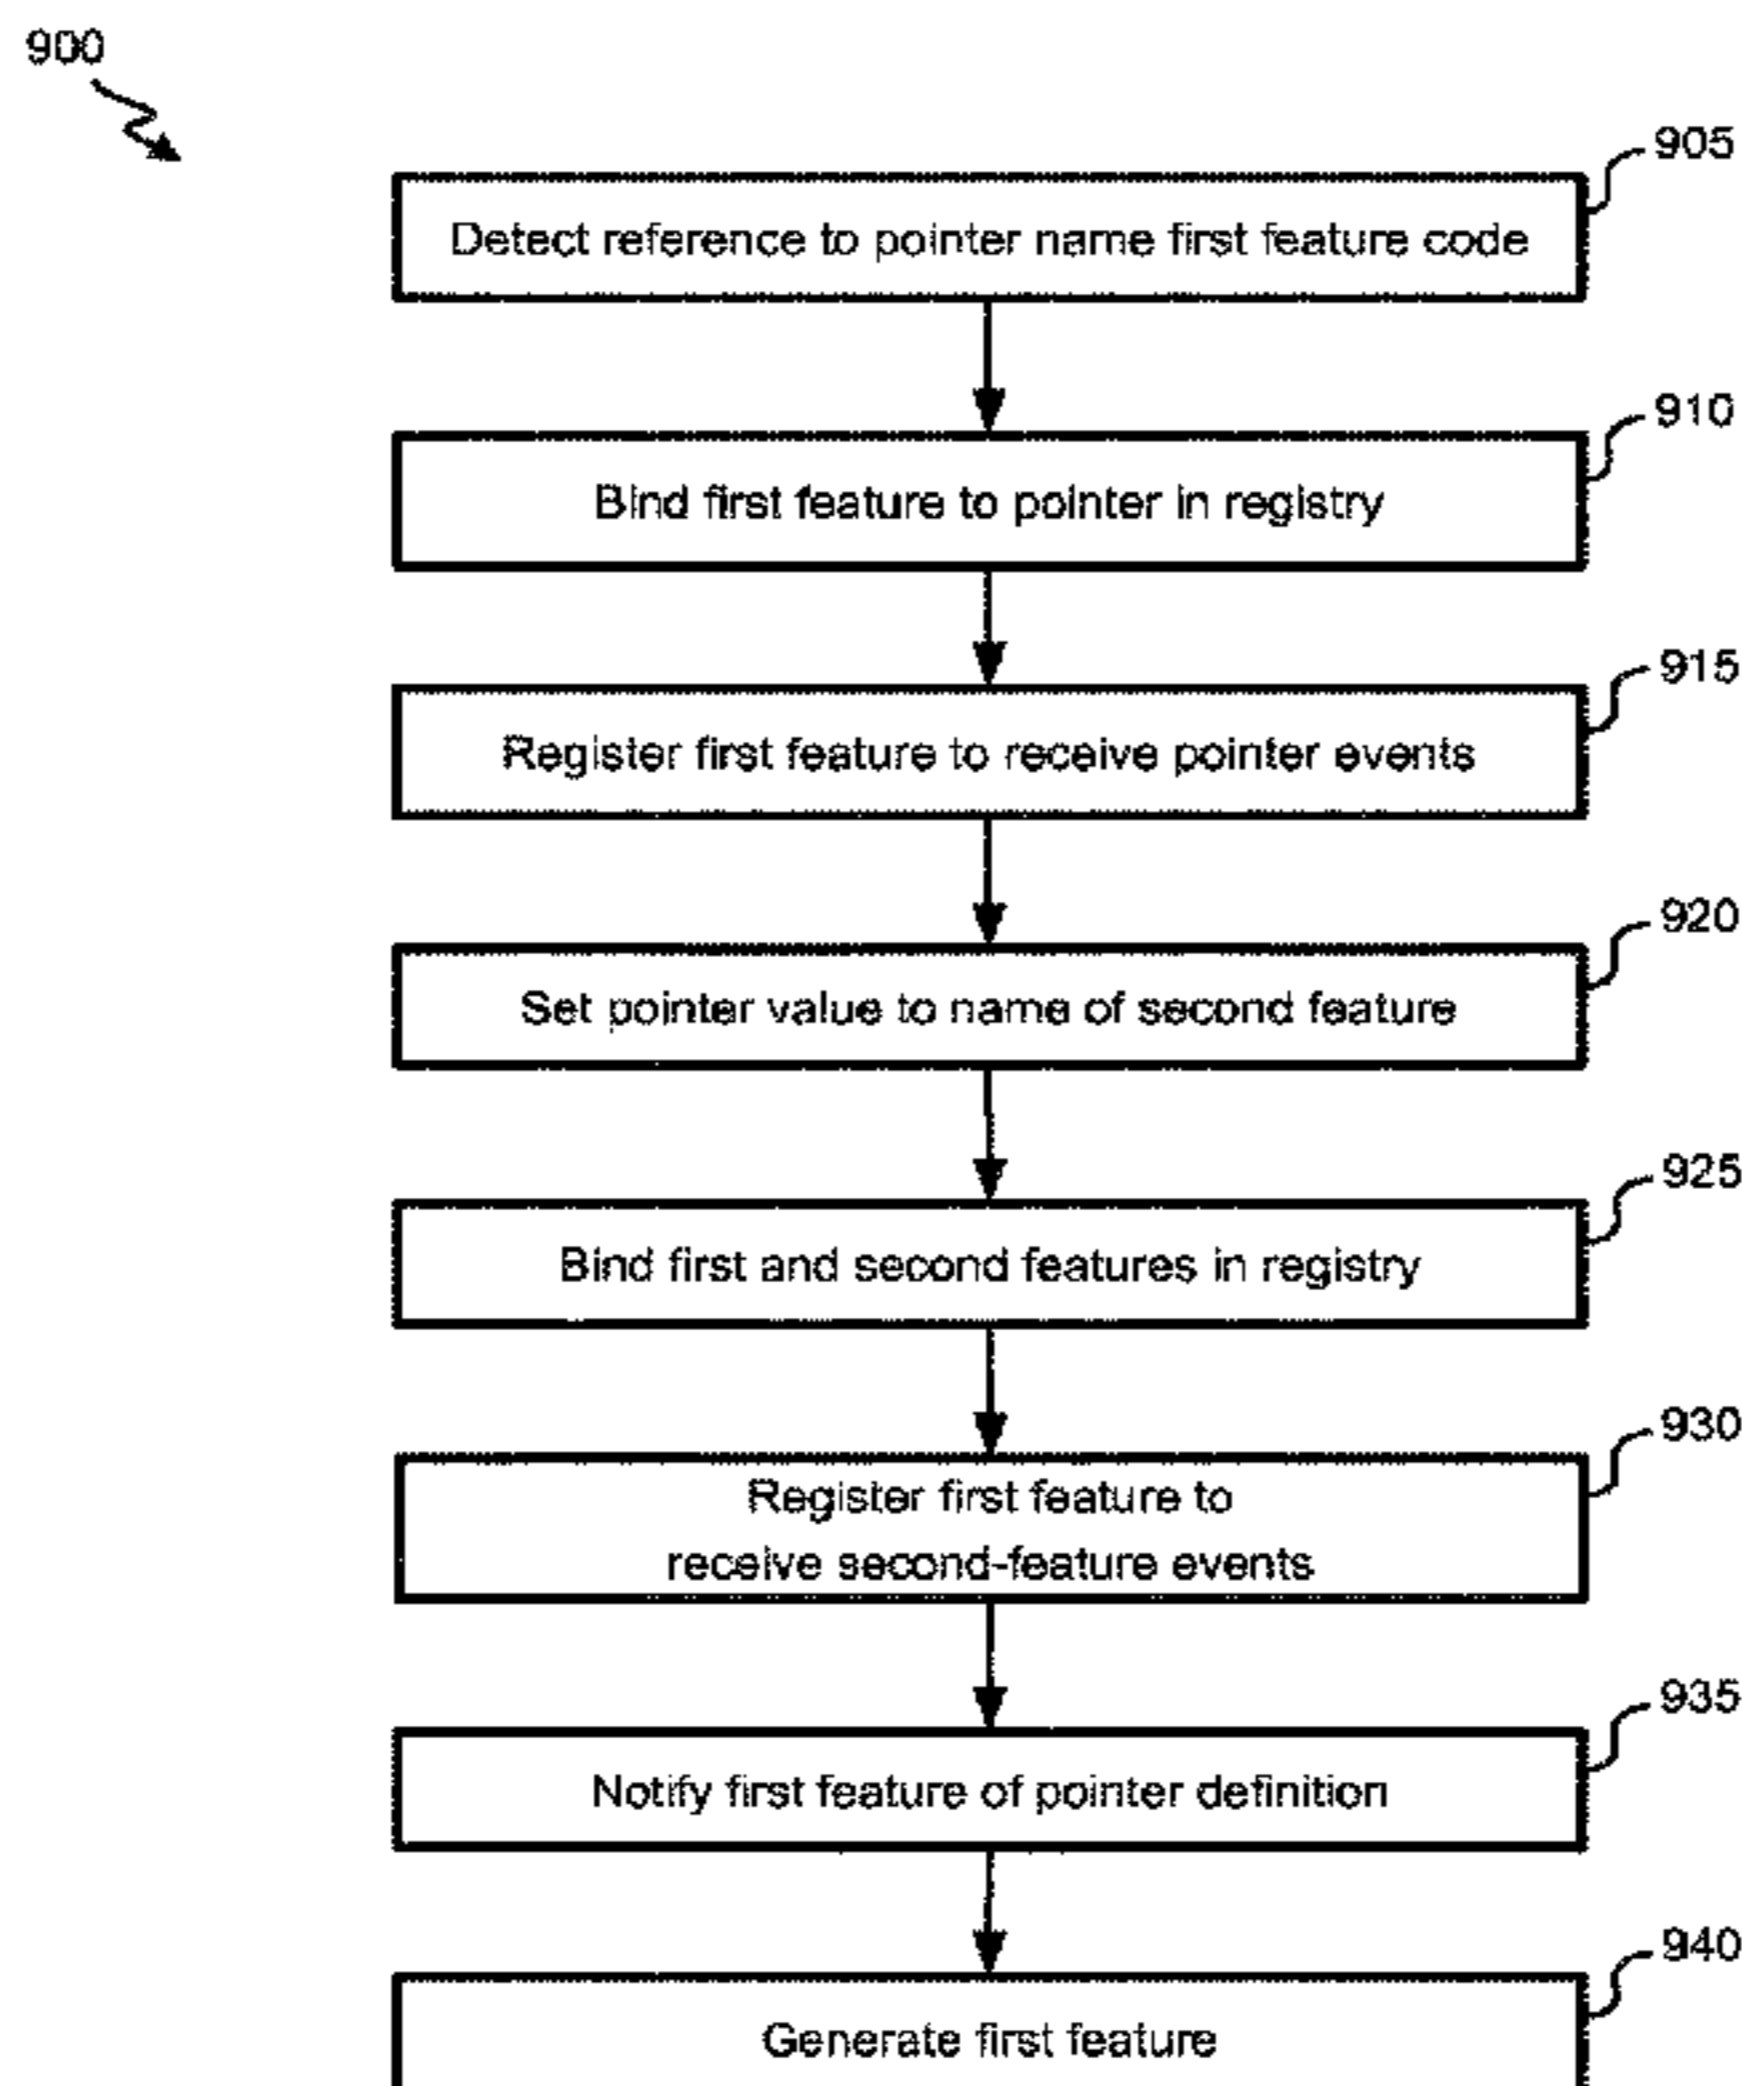 900
905
Detect reference to pointer name first feature code
910
Bind first feature to pointer in registry
915
Register first feature to receive pointer events
920
Set pointer value to name of second feature
925
Bind first and second features in registry
930
Register first feature to
receive second-feature events
935
Notify first feature of pointer definition
940
Generate first feature